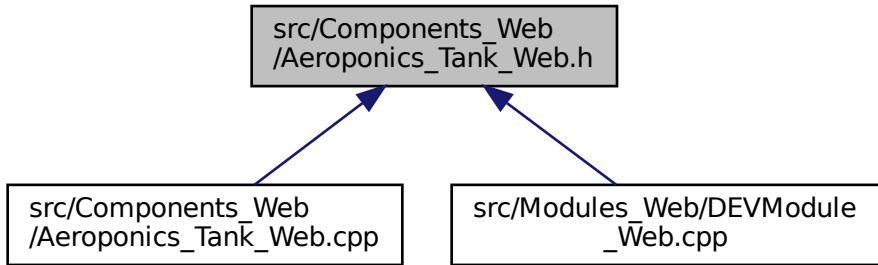 src/Components_Web
/Aeroponics_Tank_Web.h
src/Components_Web
/Aeroponics_Tank_Web.cpp
src/Modules_Web/DEVModule
_Web.cpp